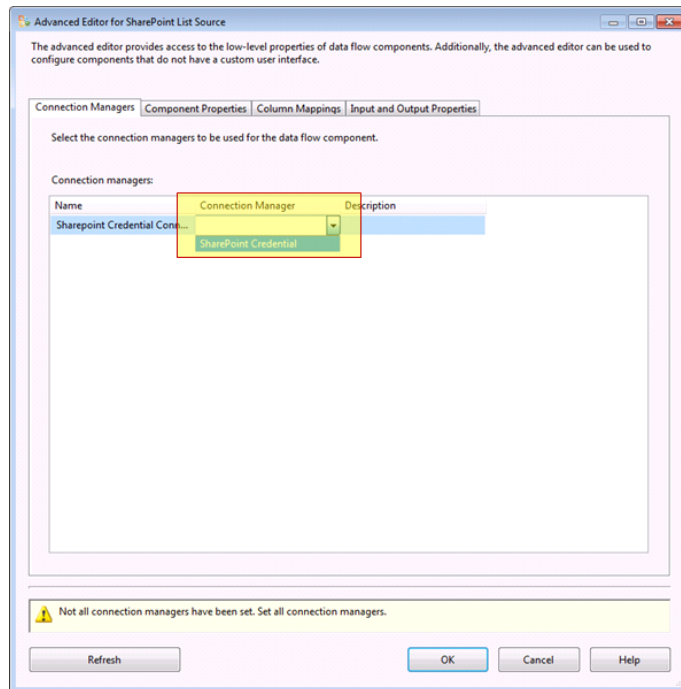 Advanced Editor for SharePoint List Source
The advanced editor provides access to the low-level properties of data flow components. Additionally, the advanced editor can be used to
configure components that do not have a custom user interface.
Connection Managers Component Properties Column Mappings Input and Output Properties
Select the connection managers to be used for the data flow component.
Connection managers:
Name Connection Manager Description
Sharepoint Credential Conn...
SharePoint Credential
Not all connection managers have been set. Set all connection managers.
Refresh OK Cancel Help